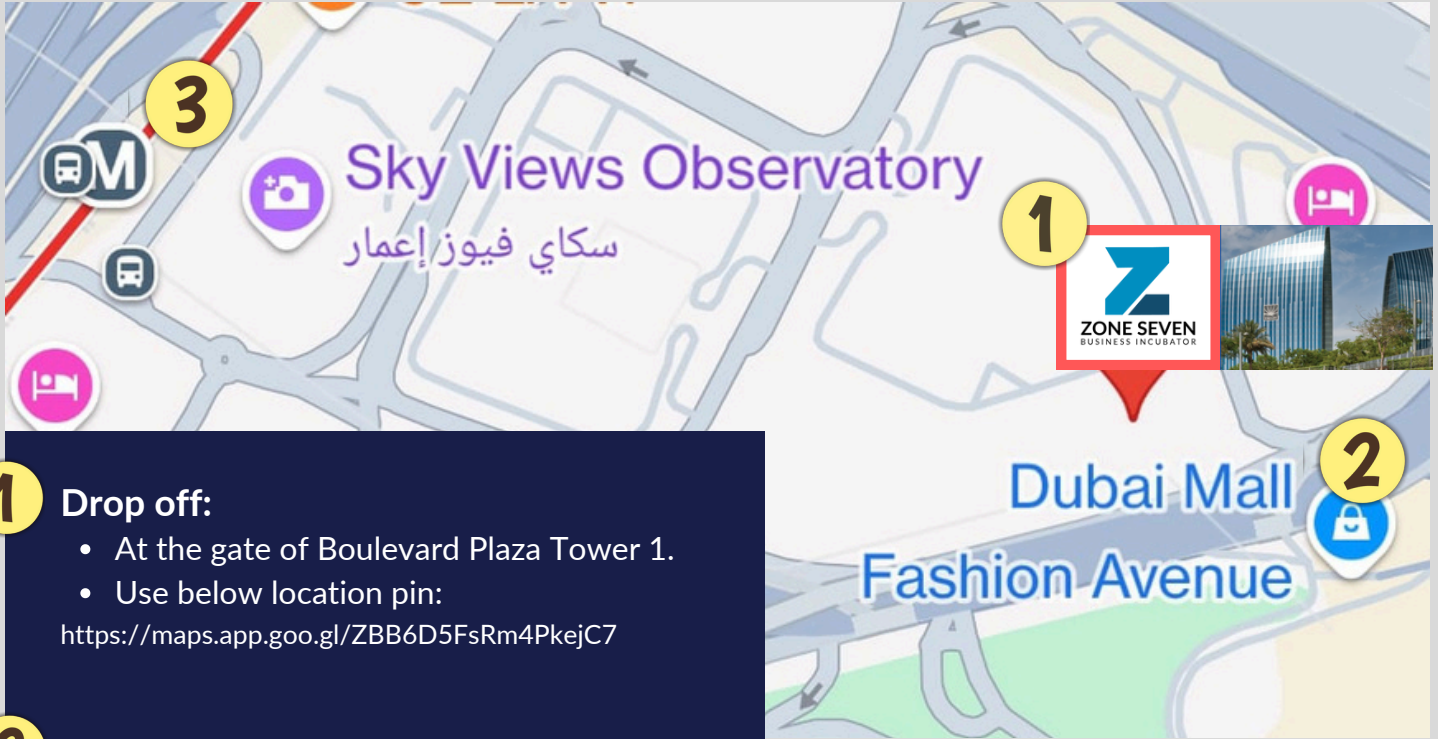 3
M
Sky Views Observatory
سكاي فيوز إعمار
1
ZONE SEVEN
BUSINESS INCUBATOR
2
Dubai Mall
Fashion Avenue
1
Drop off:
• At the gate of Boulevard Plaza Tower 1.
• Use below location pin:
https://maps.app.goo.gl/ZBB6D5FsRm4PkejC7